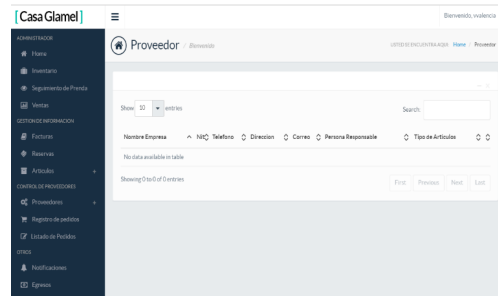 [Casa Glamel]
Bienvenido, vvalencia
ADMINISTRADOR
Home
Inventario
Seguimiento de Prenda
Ventas
GESTION DE INFORMACION
Facturas
Reservas
Articulos
CONTROL DE PROVEEDORES
Proveedores
Registro de pedidos
Listado de Pedidos
OTROS
Notificaciones
Egresos
Proveedor / Bienvenido
USTED SE ENCUENTRA AQUI: Home / Proveedor
Show 10 entries
Search:
Nombre Empresa Nit Telefono Direccion Correo Persona Responsable Tipo de Articulos
No data available in table
Showing 0 to 0 of 0 entries
First Previous Next Last